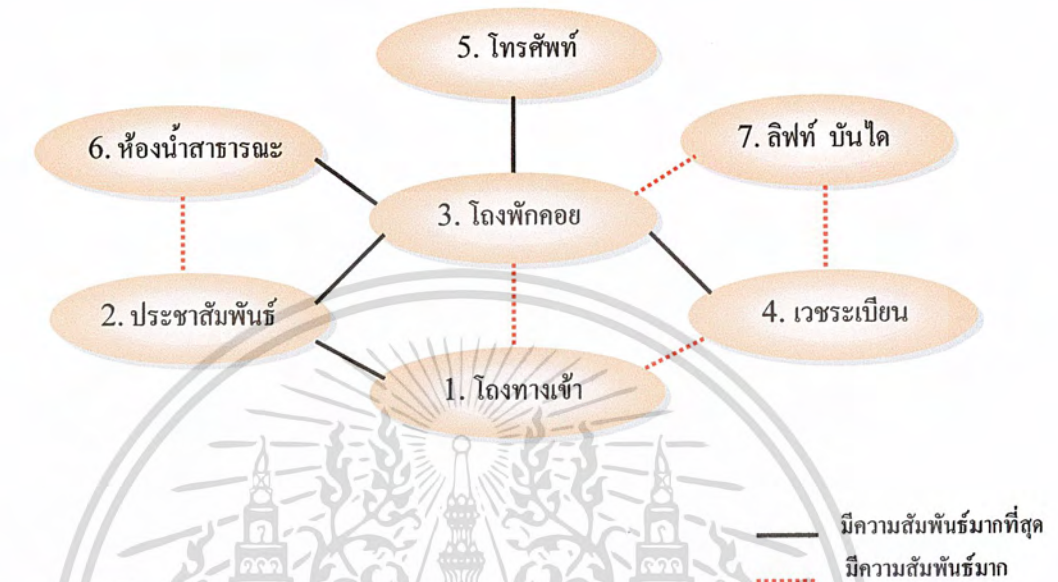 5. โทรศัพท์
6. ห้องน้ำสาธารณะ
7. ลิฟท์ บันได
3. โถงพักคอย
2. ประชาสัมพันธ์
4. เวชระเบียน
1. โถงทางเข้า
มีความสัมพันธ์มากที่สุด
มีความสัมพันธ์มาก